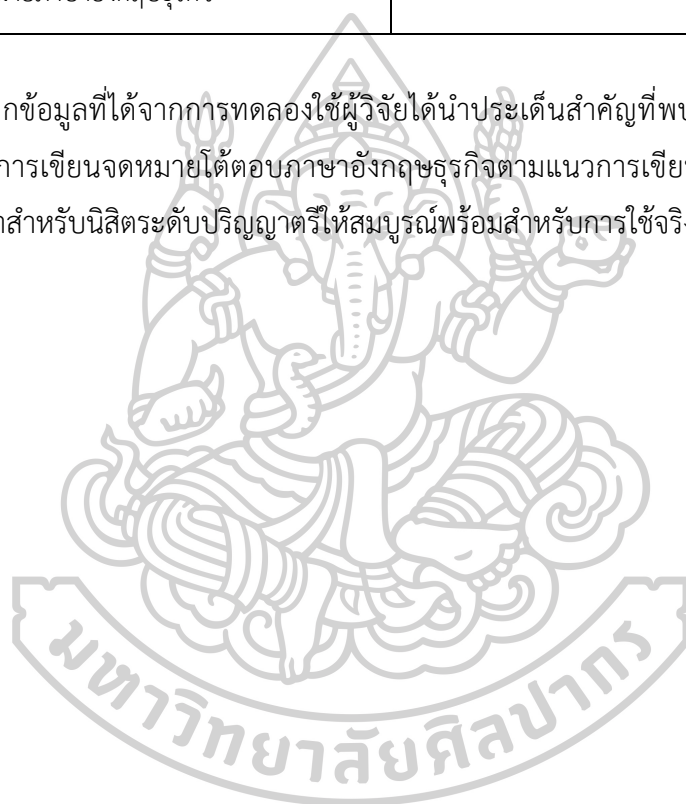 กข้อมูลที่ได้จากการทดลองใช้ผู้วิจัยได้นำประเด็นสำคัญที่พบ
การเขียนจดหมายโต้ตอบภาษาอังกฤษธุรกิจตามแนวการเขียน
สำหรับนิสิตระดับปริญญาตรีให้สมบูรณ์พร้อมสำหรับการใช้จริง
มหาวิทยาลัยศิลปากร